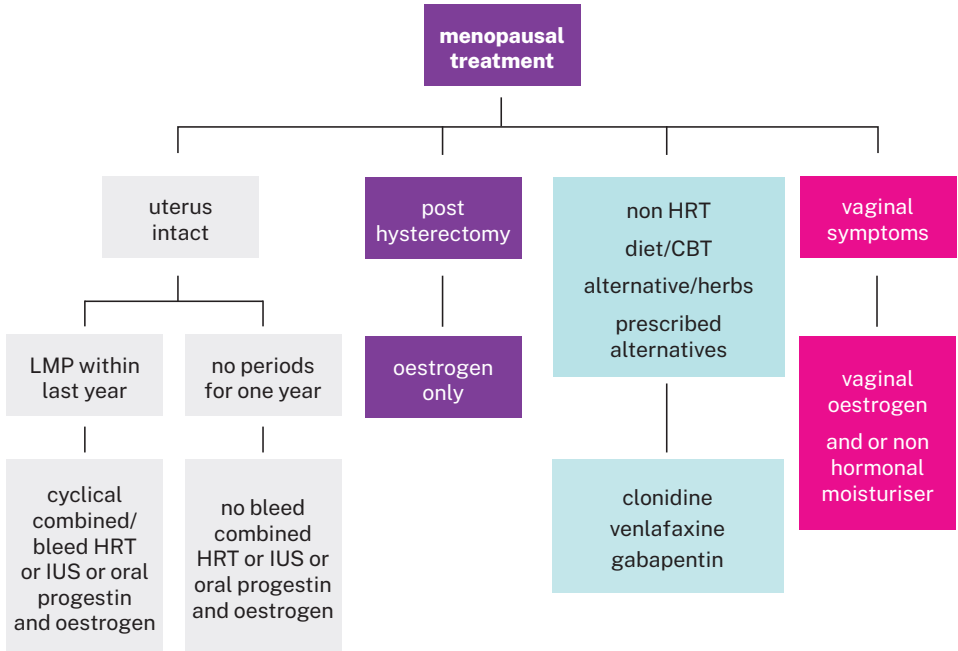 menopausal
treatment
uterus
intact
post
hysterectomy
non HRT
diet/CBT
alternative/herbs
prescribed
alternatives
vaginal
symptoms
LMP within
last year
no periods
for one year
oestrogen
only
vaginal
oestrogen
and or non
hormonal
moisturiser
cyclical
combined/
bleed HRT
or IUS or oral
progestin
and oestrogen
no bleed
combined
HRT or IUS or
oral progestin
and oestrogen
clonidine
venlafaxine
gabapentin